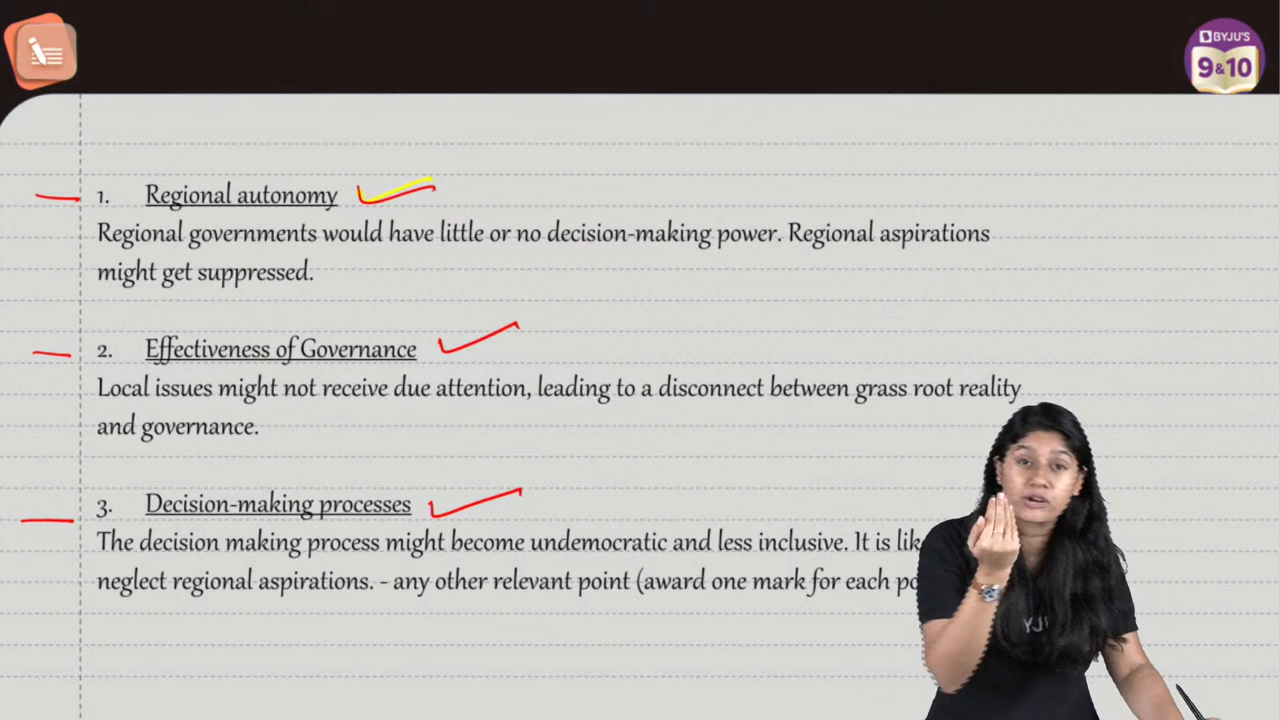 BYJU'S
9&10
1. Regional autonomy
Regional governments would have little or no decision-making power. Regional aspirations
might get suppressed.
2. Effectiveness of Governance
Local issues might not receive due attention, leading to a disconnect between grass root reality
and governance.
3. Decision-making processes
The decision making process might become undemocratic and less inclusive. It is
neglect regional aspirations. - any other relevant point (award one mark for each